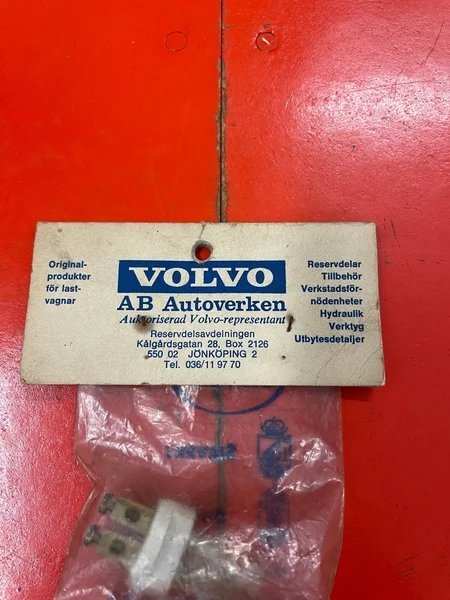 Original-
produkter
för last-
vagnar
VOLVO
AB Autoverken
Auktoriserad Volvo-representant
Reservdelsavdelningen
Kålgårdsgatan 28, Box 2126
550 02 JÖNKÖPING 2
Tel. 036/11 97 70
Reservdelar
Tillbehör
Verkstadsför-
nödenheter
Hydraulik
Verktyg
Utbytesdetaljer